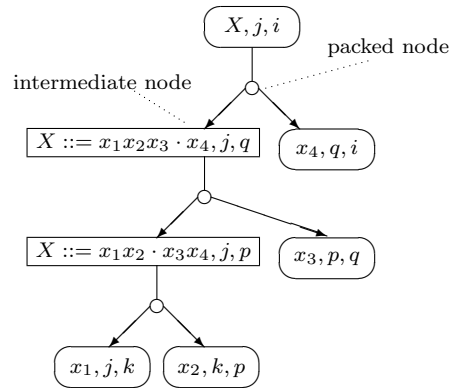 X, j, i
packed node
intermediate node
X ::= x₁x₂x₃ · x₄, j, q
x₄, q, i
X ::= x₁x₂ · x₃x₄, j, p
x₃, p, q
x₁, j, k
x₂, k, p